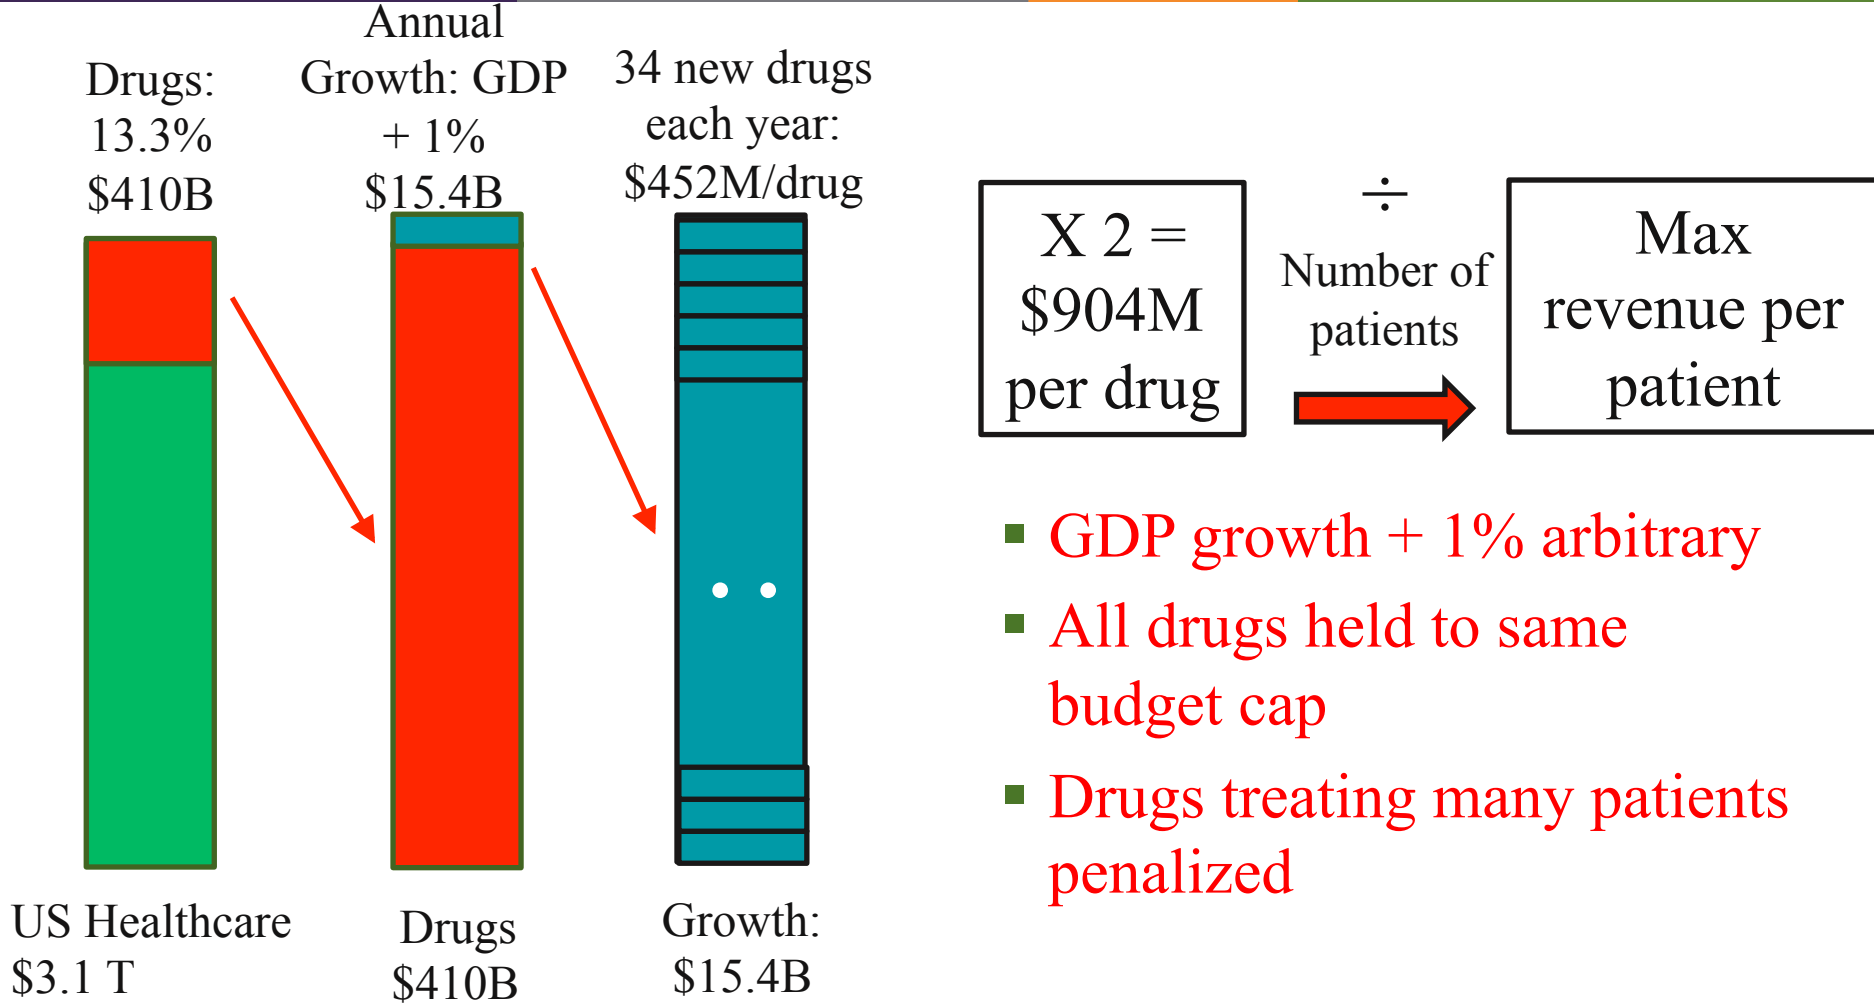 Drugs:
13.3%
$410B
Annual
Growth: GDP
+ 1%
$15.4B
34 new drugs
each year:
$452M/drug
US Healthcare
$3.1 T
Drugs
$410B
Growth:
$15.4B
X 2 =
$904M
per drug
÷
Number of
patients
Max
revenue per
patient
▪ GDP growth + 1% arbitrary
▪ All drugs held to same
budget cap
▪ Drugs treating many patients
penalized